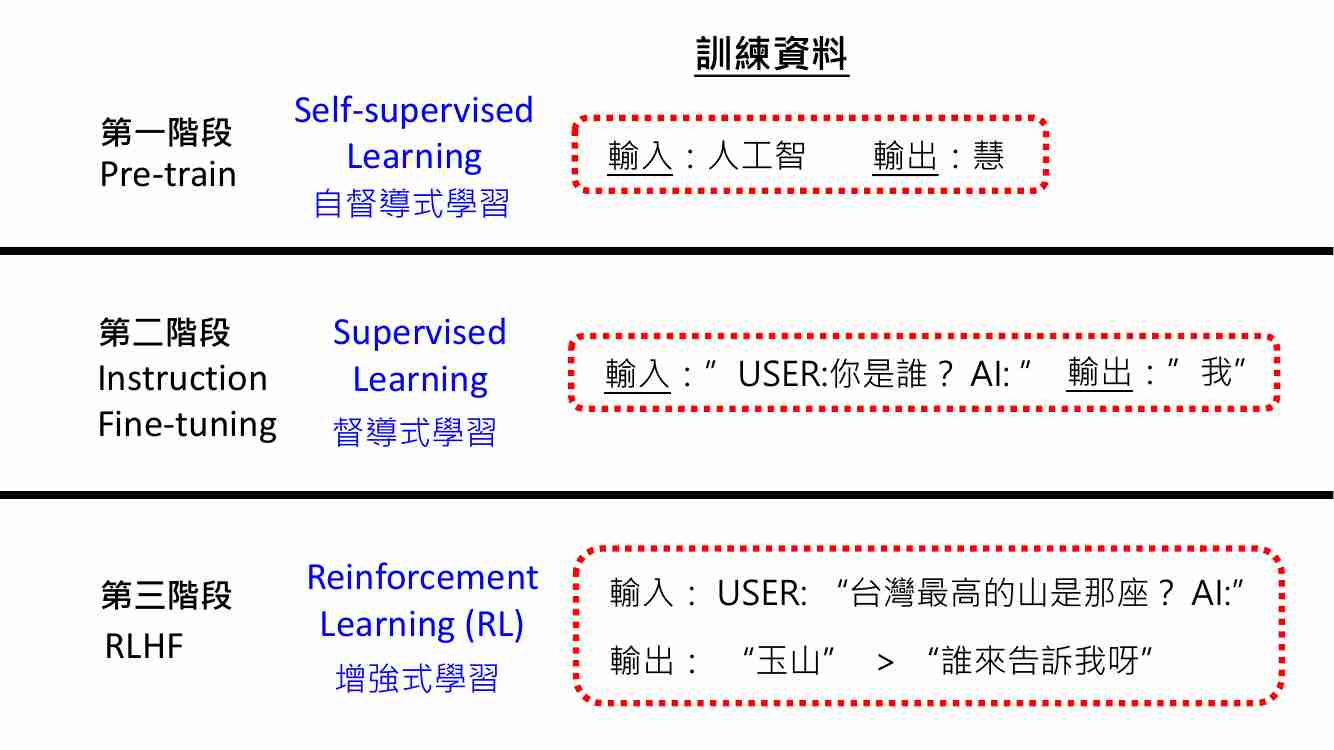 訓練資料
第一階段
Pre-train
Self-supervised
Learning
自督導式學習
輸入：人工智 輸出：慧
第二階段
Instruction
Fine-tuning
Supervised
Learning
督導式學習
輸入：” USER:你是誰？ AI: ” 輸出：” 我”
第三階段
RLHF
Reinforcement
Learning (RL)
增強式學習
輸入： USER: “台灣最高的山是那座？ AI:”
輸出： “玉山” > “誰來告訴我呀”